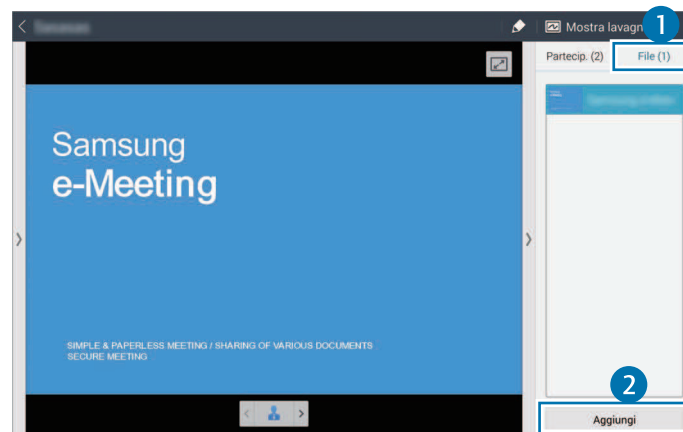 Mostra lavagn
1
Partecip. (2)
File (1)
Samsung
e-Meeting
SIMPLE & PAPERLESS MEETING / SHARING OF VARIOUS DOCUMENTS
SECURE MEETING
2
Aggiungi